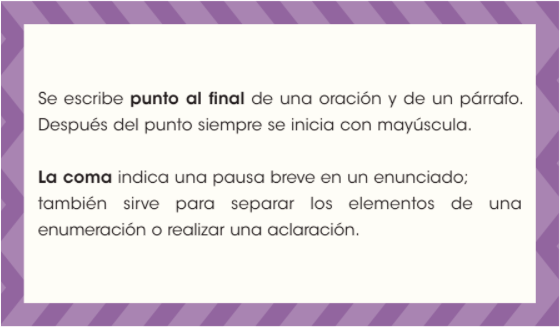 Se escribe punto al final de una oración y de un párrafo.
Después del punto siempre se inicia con mayúscula.
La coma indica una pausa breve en un enunciado;
también sirve para separar los elementos de una
enumeración o realizar una aclaración.